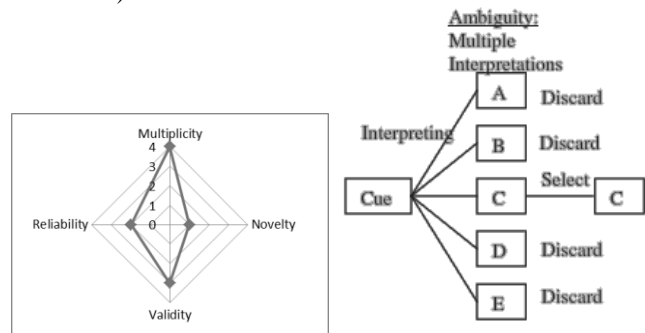 )
Multiplicity
4
3
2
1
0
Reliability
Novelty
Validity
Ambiguity:
Multiple
Interpretations
Interpreting
Cue
A Discard
B Discard
C Select C
D Discard
E Discard